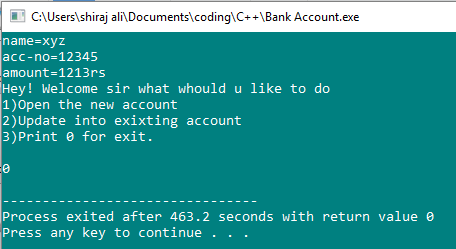 C:\Users\shiraj ali\Documents\coding\C++\Bank Account.exe
name=xyz
acc-no=12345
amount=1213rs
Hey! Welcome sir what whould u like to do
1)Open the new account
2)Update into exixting account
3)Print 0 for exit.
0
--------------------------------
Process exited after 463.2 seconds with return value 0
Press any key to continue . . .